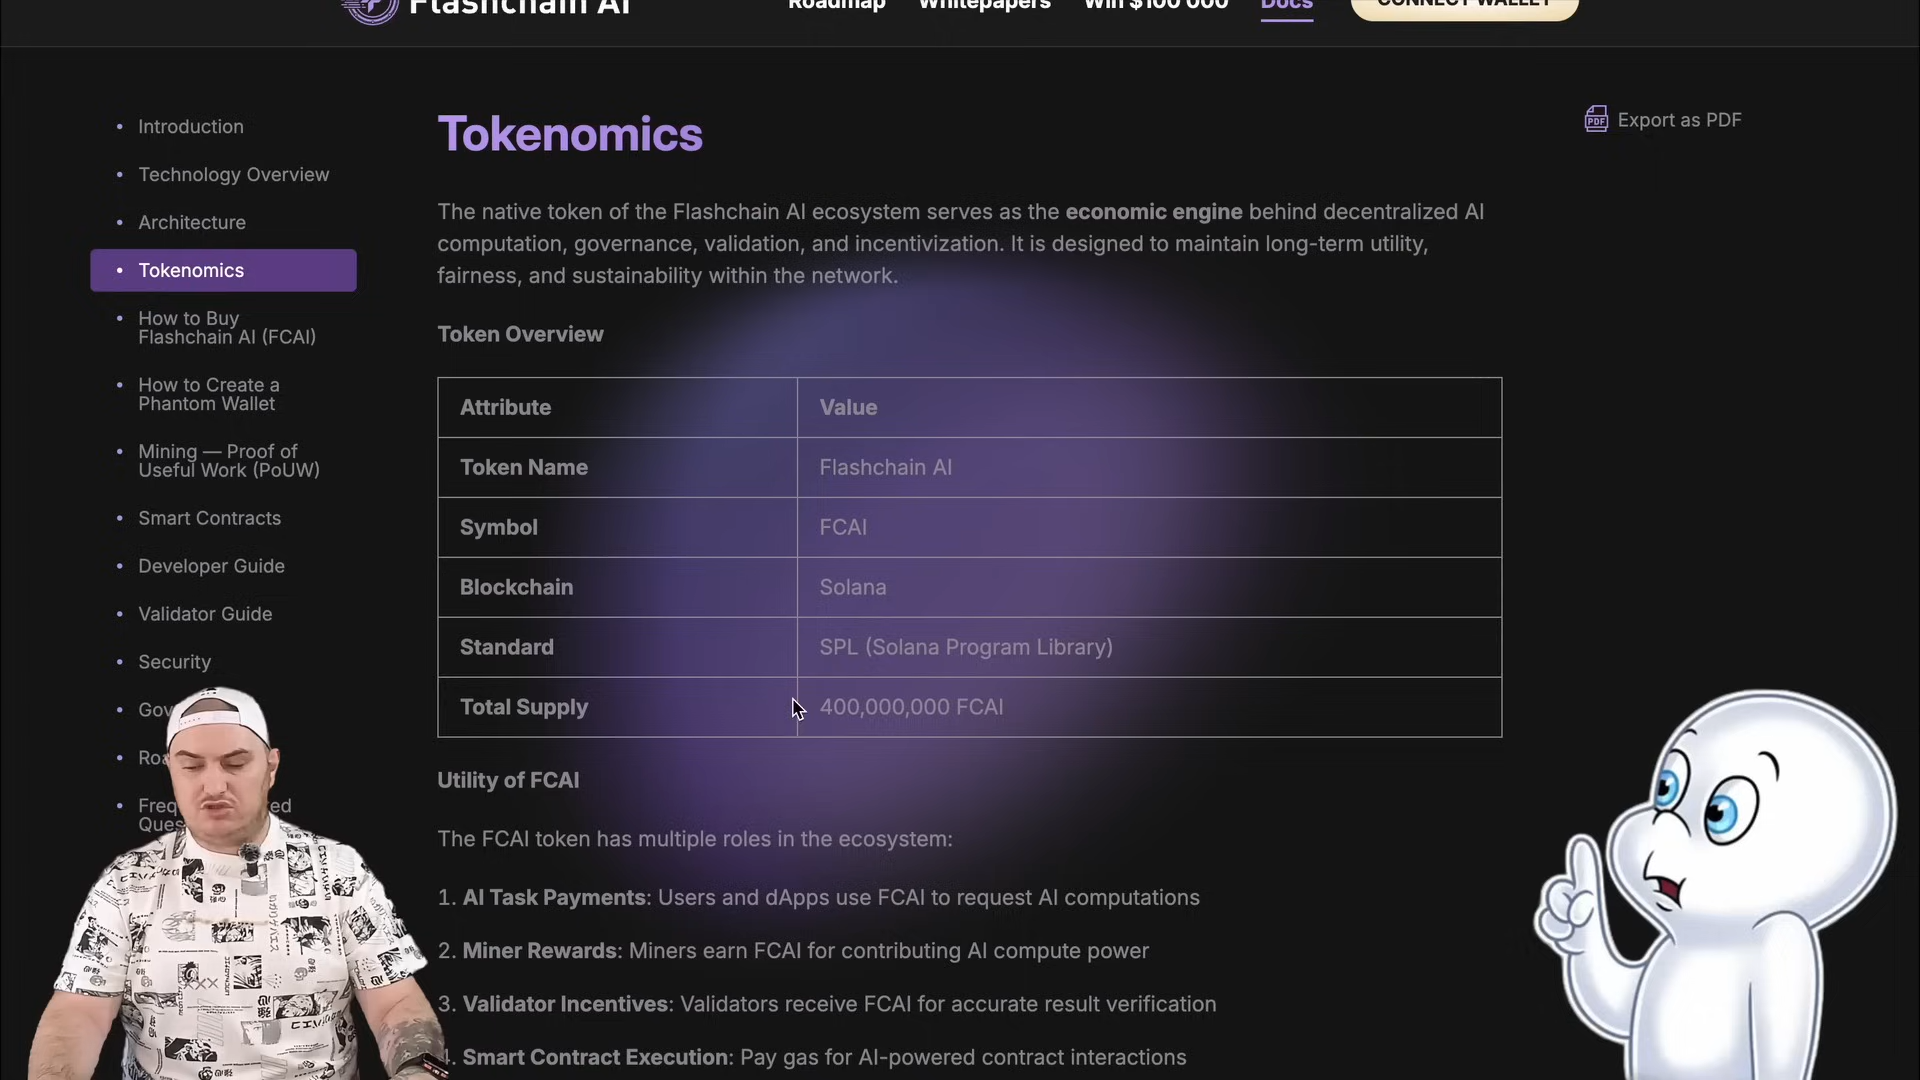 Flashchain AI
Roadmap Whitepapers Win $100 000 Docs CONNECT WALLET
Export as PDF
• Introduction
• Technology Overview
• Architecture
• Tokenomics
• How to Buy
Flashchain AI (FCAI)
• How to Create a
Phantom Wallet
• Mining — Proof of
Useful Work (PoUW)
• Smart Contracts
• Developer Guide
• Validator Guide
• Security
• Gov
• Roa
• Freq ed
Ques
Tokenomics
The native token of the Flashchain AI ecosystem serves as the economic engine behind decentralized AI
computation, governance, validation, and incentivization. It is designed to maintain long-term utility,
fairness, and sustainability within the network.
Token Overview
Attribute Value
Token Name Flashchain AI
Symbol FCAI
Blockchain Solana
Standard SPL (Solana Program Library)
Total Supply 400,000,000 FCAI
Utility of FCAI
The FCAI token has multiple roles in the ecosystem:
1. AI Task Payments: Users and dApps use FCAI to request AI computations
2. Miner Rewards: Miners earn FCAI for contributing AI compute power
3. Validator Incentives: Validators receive FCAI for accurate result verification
4. Smart Contract Execution: Pay gas for AI-powered contract interactions